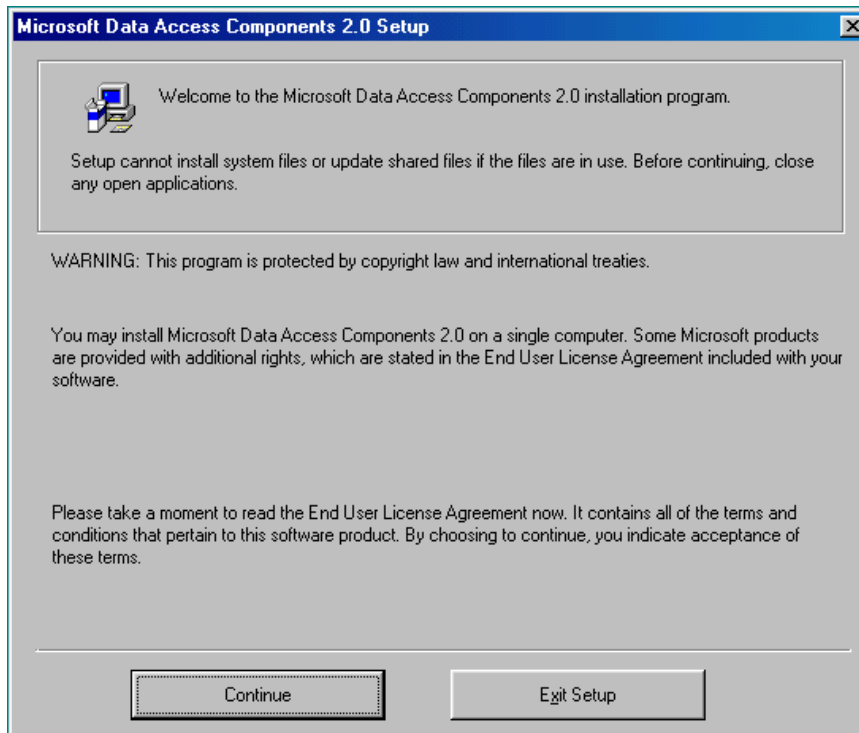 Microsoft Data Access Components 2.0 Setup
Welcome to the Microsoft Data Access Components 2.0 installation program.
Setup cannot install system files or update shared files if the files are in use. Before continuing, close
any open applications.
WARNING: This program is protected by copyright law and international treaties.
You may install Microsoft Data Access Components 2.0 on a single computer. Some Microsoft products
are provided with additional rights, which are stated in the End User License Agreement included with your
software.
Please take a moment to read the End User License Agreement now. It contains all of the terms and
conditions that pertain to this software product. By choosing to continue, you indicate acceptance of
these terms.
Continue
Exit Setup